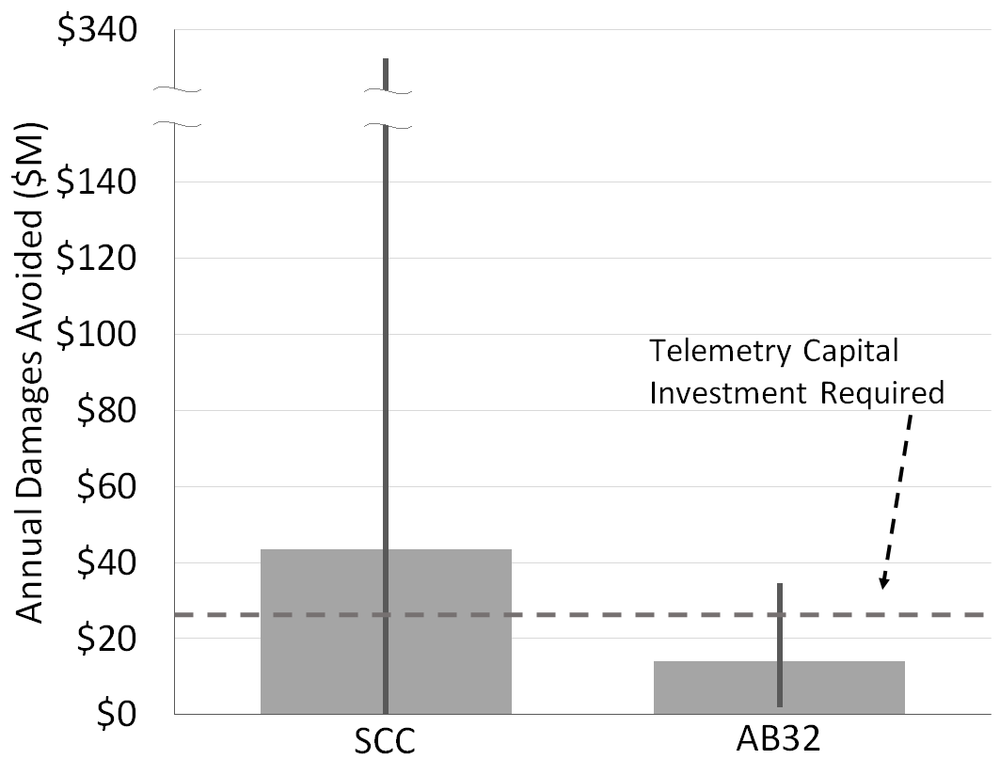 Annual Damages Avoided ($M)
$340
$140
$120
$100
$80
$60
$40
$20
$0
Telemetry Capital
Investment Required
SCC
AB32